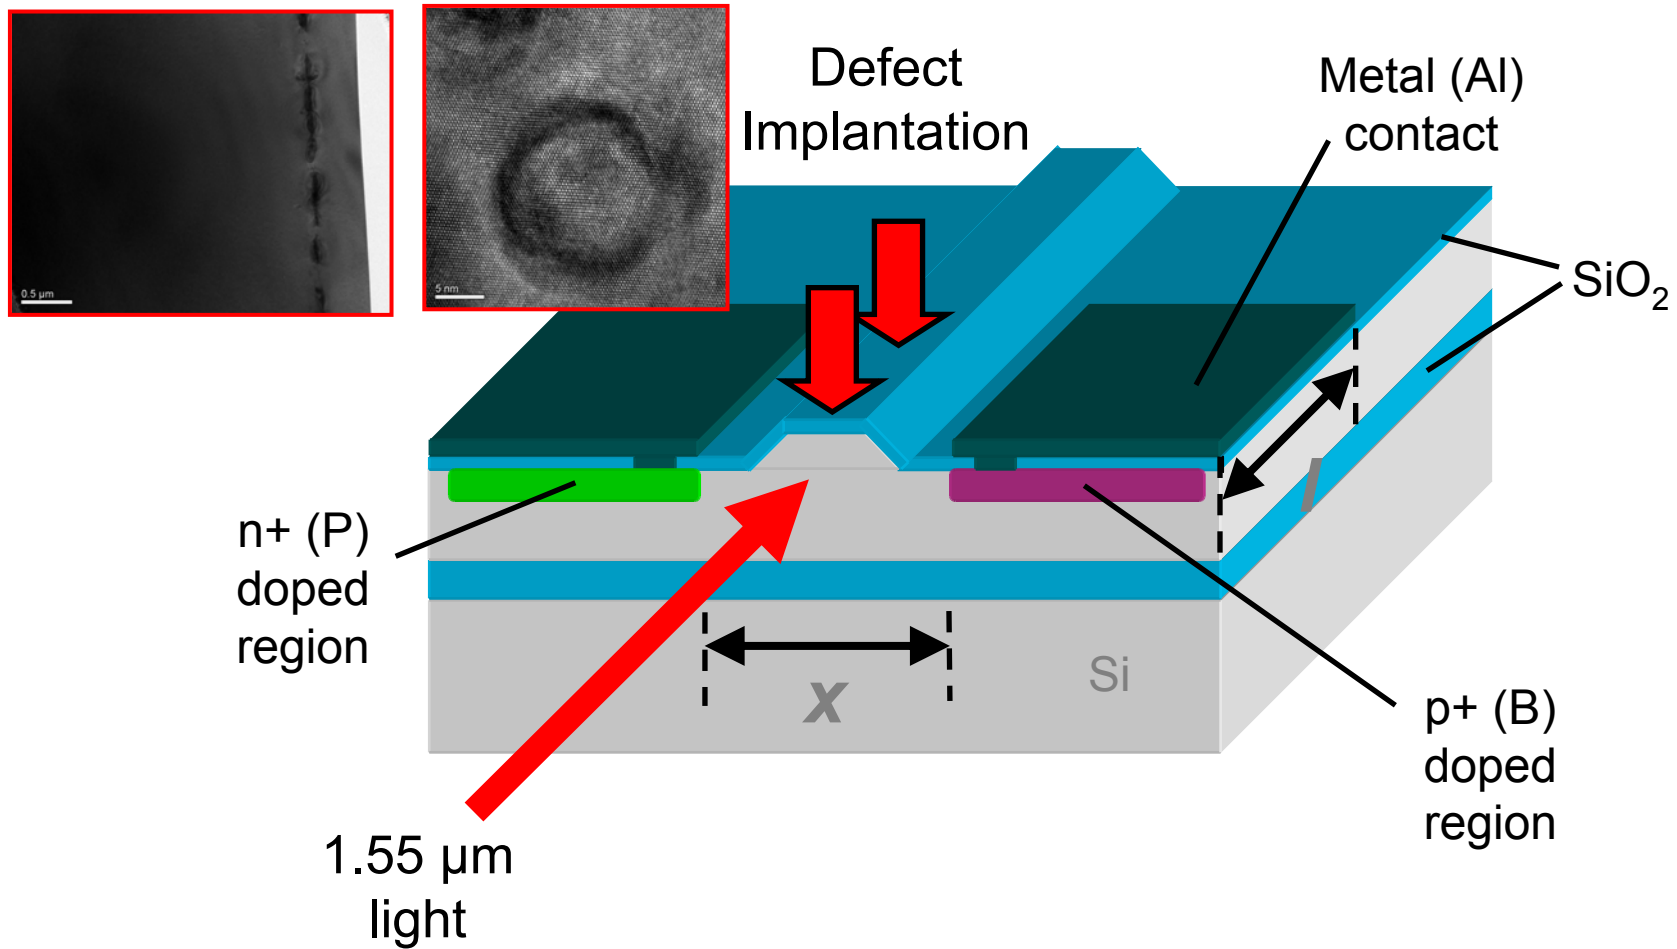 0.5 µm
5 nm
Defect
Implantation
Metal (Al)
contact
SiO₂
n+ (P)
doped
region
x
Si
l
p+ (B)
doped
region
1.55 µm
light